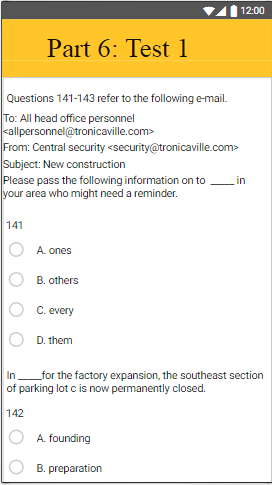 12:00
Part 6: Test 1
Questions 141-143 refer to the following e-mail.
To: All head office personnel
<allpersonnel@tronicaville.com>
From: Central security <security@tronicaville.com>
Subject: New construction
Please pass the following information on to _____ in
your area who might need a reminder.
141
A. ones
B. others
C. every
D. them
In _____for the factory expansion, the southeast section
of parking lot c is now permanently closed.
142
A. founding
B. preparation